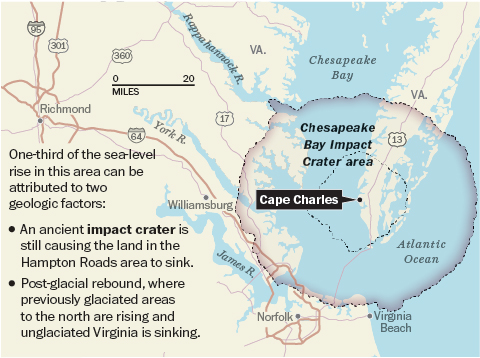 95
301
360
Rappahannock R.
VA.
Chesapeake
Bay
VA.
0 20
MILES
Richmond
17
64
York R.
Chesapeake
Bay Impact
Crater area
13
One-third of the sea-level
rise in this area can be
attributed to two
geologic factors:
Williamsburg
Cape Charles
• An ancient impact crater is
still causing the land in the
Hampton Roads area to sink.
James R.
Atlantic
Ocean
• Post-glacial rebound, where
previously glaciated areas
to the north are rising and
unglaciated Virginia is sinking.
Norfolk
Virginia
Beach